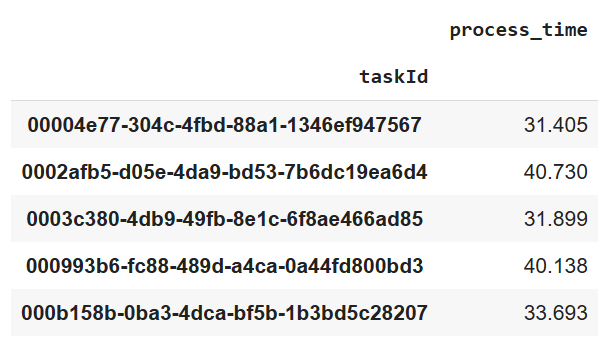 process_time
taskId
00004e77-304c-4fbd-88a1-1346ef947567 31.405
0002afb5-d05e-4da9-bd53-7b6dc19ea6d4 40.730
0003c380-4db9-49fb-8e1c-6f8ae466ad85 31.899
000993b6-fc88-489d-a4ca-0a44fd800bd3 40.138
000b158b-0ba3-4dca-bf5b-1b3bd5c28207 33.693